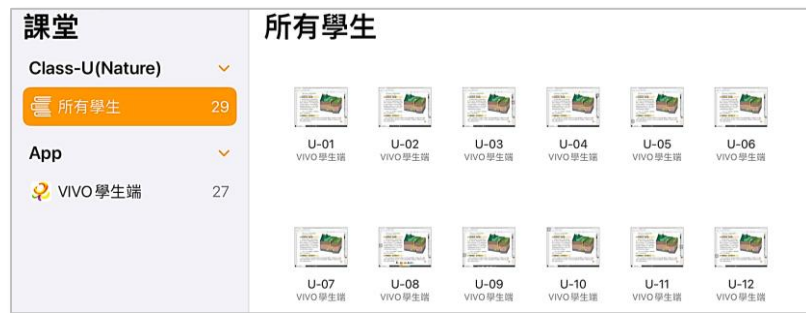 課堂
Class-U(Nature)
所有學生 29
App
VIVO 學生端 27
所有學生
U-01 U-02 U-03 U-04 U-05 U-06
VIVO 學生端 VIVO 學生端 VIVO 學生端 VIVO 學生端 VIVO 學生端 VIVO 學生端
U-07 U-08 U-09 U-10 U-11 U-12
VIVO 學生端 VIVO 學生端 VIVO 學生端 VIVO 學生端 VIVO 學生端 VIVO 學生端